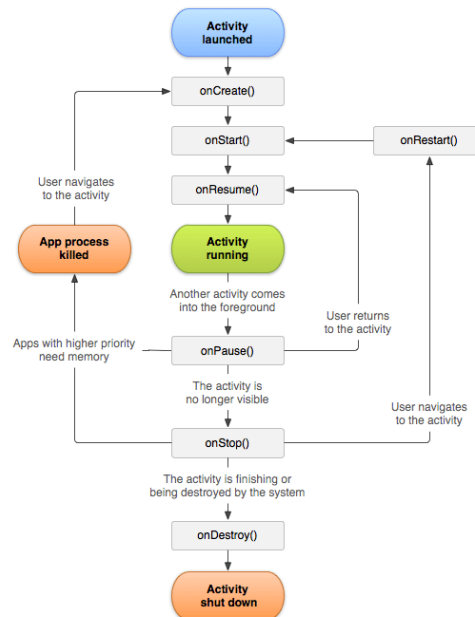 Activity
launched
onCreate()
onStart()
onRestart()
User navigates
to the activity
onResume()
App process
killed
Activity
running
Another activity comes
into the foreground
User returns
to the activity
Apps with higher priority
need memory
onPause()
The activity is
no longer visible
User navigates
to the activity
onStop()
The activity is finishing or
being destroyed by the system
onDestroy()
Activity
shut down